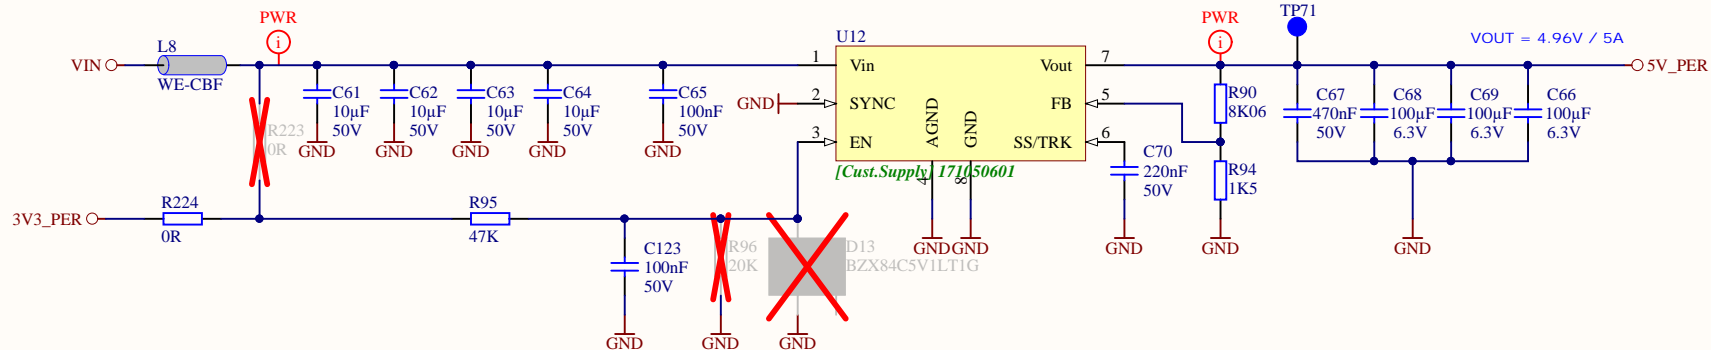 PWR
i
L8
VIN
WE-CBF
C61
10µF
50V
GND
C62
10µF
50V
GND
C63
10µF
50V
GND
C64
10µF
50V
GND
C65
100nF
50V
GND
R223
0R
3V3_PER
R224
0R
R95
47K
C123
100nF
50V
GND
R96
20K
GND
D13
BZX84C5V1LT1G
GND
U12
1
Vin
GND
2
SYNC
3
EN
AGND
GND
Vout
7
FB
5
SS/TRK
6
[Cust.Supply] 171050601
4
8
GND
GND
C70
220nF
50V
GND
PWR
i
R90
8K06
R94
1K5
GND
TP71
VOUT = 4.96V / 5A
5V_PER
C67
470nF
50V
C68
100µF
6.3V
C69
100µF
6.3V
C66
100µF
6.3V
GND